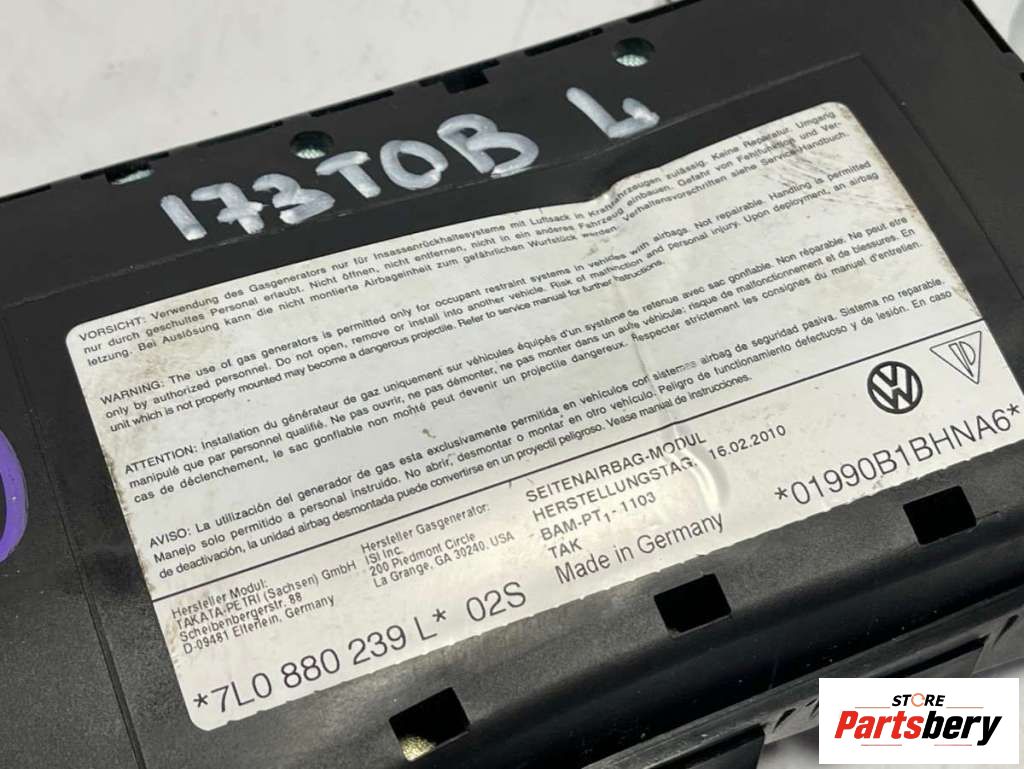 173TOB 4
VORSICHT: Verwendung des Gasgenerators nur für Insassenrückhaltesysteme mit Luftsack in Kraftfahrzeugen zulässig. Keine Reparatur. Umgang
nur durch geschultes Personal erlaubt. Nicht öffnen, nicht entfernen, nicht in ein anderes Fahrzeug einbauen. Gefahr von Fehlfunktion und Ver-
letzung. Bei Auslösung kann die nicht montierte Airbageinheit zum gefährlichen Wurfstück werden. Verhaltensvorschriften siehe Service-Handbuch.
WARNING: The use of gas generators is permitted only for occupant restraint systems in vehicles with airbags. Not repairable. Handling is permitted
only by authorized personnel. Do not open, remove or install into another vehicle. Risk of malfunction and personal injury. Upon deployment, an airbag
unit which is not properly mounted may become a dangerous projectile. Refer to service manual for further instructions.
ATTENTION: Installation du générateur de gaz uniquement sur véhicules équipés d'un système de retenue avec sac gonflable. Non réparable. Ne peut être
manipulé que par personnel qualifié. Ne pas ouvrir, ne pas démonter, ne pas monter dans un autre véhicule; risque de malfonctionnement et de blessures. En
cas de déclenchement, le sac gonflable non monté peut devenir un projectile dangereux. Respecter strictement les consignes du manuel d'entretien.
AVISO: La utilización del generador de gas esta exclusivamente permitida en vehículos con sistemas airbag de seguridad pasiva. Sistema no reparable.
Manejo solo permitido a personal instruido. No abrir, desmontar o montar en otro vehículo. Peligro de funcionamiento defectuoso y de lesión. En caso
de deactivación, la unidad airbag desmontada puede convertirse en un projectil peligroso. Vease manual de instrucciones.
Hersteller Modul:
TAKATA-PETRI (Sachsen) GmbH
Scheibenbergerstr. 88
D-09481 Elterlein, Germany
Hersteller Gasgenerator:
ISI Inc.
200 Piedmont Circle
La Grange, GA 30240, USA
SEITENAIRBAG-MODUL
HERSTELLUNGSTAG: 16.02.2010
BAM-PT1- 1103
TAK
Made in Germany
VW
*01990B1BHNA6*
*7L0 880 239 L* 02S
STORE
Partsbery